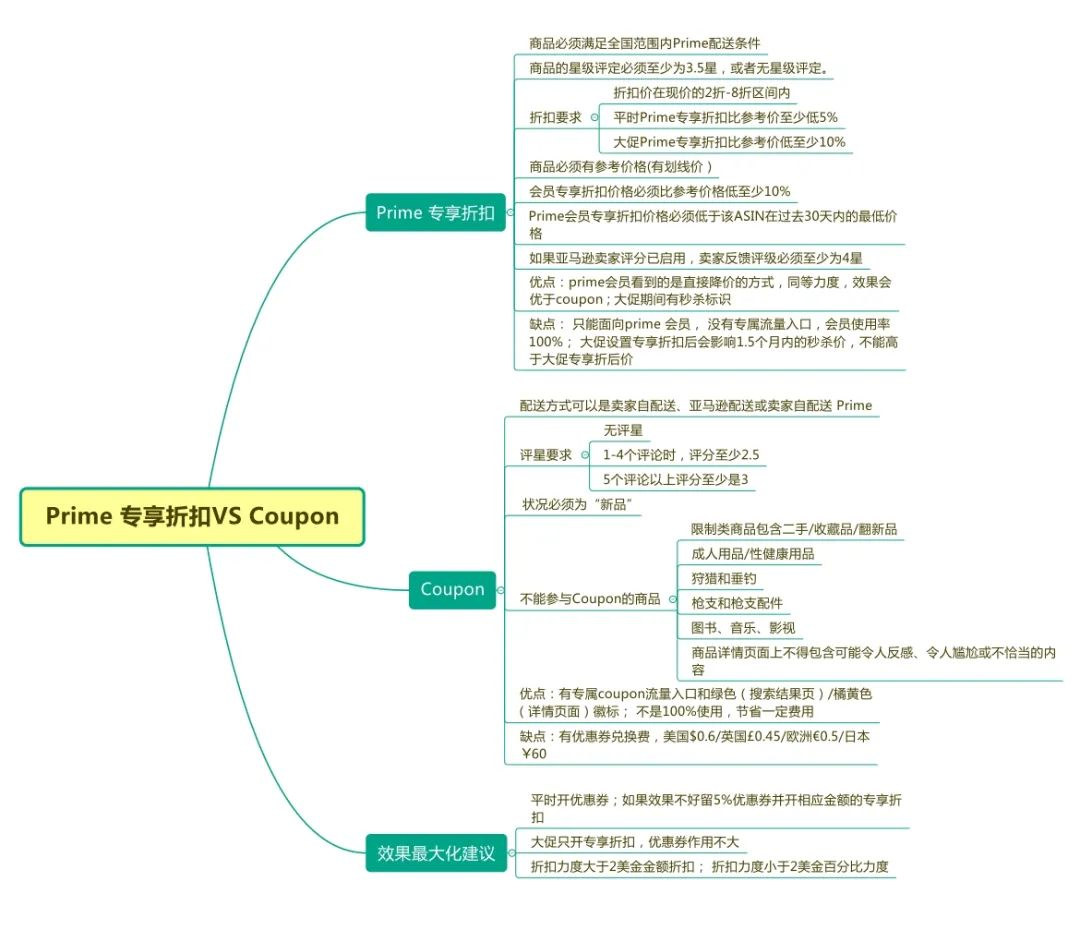 商品必须满足全国范围内Prime配送条件
商品的星级评定必须至少为3.5星，或者无星级评定。
折扣价在现价的2折-8折区间内
折扣要求
平时Prime专享折扣比参考价至少低5%
大促Prime专享折扣比参考价低至少10%
商品必须有参考价格(有划线价）
会员专享折扣价格必须比参考价格低至少10%
Prime 专享折扣
Prime会员专享折扣价格必须低于该ASIN在过去30天内的最低价
格
如果亚马逊卖家评分已启用，卖家反馈评级必须至少为4星
优点：prime会员看到的是直接降价的方式，同等力度，效果会
优于coupon；大促期间有秒杀标识
缺点： 只能面向prime 会员， 没有专属流量入口，会员使用率
100%； 大促设置专享折扣后会影响1.5个月内的秒杀价，不能高
于大促专享折后价
配送方式可以是卖家自配送、亚马逊配送或卖家自配送 Prime
无评星
评星要求
1-4个评论时，评分至少2.5
5个评论以上评分至少是3
状况必须为“新品”
Prime 专享折扣VS Coupon
限制类商品包含二手/收藏品/翻新品
成人用品/性健康用品
狩猎和垂钓
Coupon
不能参与Coupon的商品
枪支和枪支配件
图书、音乐、影视
商品详情页面上不得包含可能令人反感、令人尴尬或不恰当的内
容
优点：有专属coupon流量入口和绿色（搜索结果页）/橘黄色
（详情页面）徽标； 不是100%使用，节省一定费用
缺点：有优惠券兑换费，美国$0.6/英国£0.45/欧洲€0.5/日本
￥60
平时开优惠券；如果效果不好留5%优惠券并开相应金额的专享折
扣
效果最大化建议
大促只开专享折扣，优惠券作用不大
折扣力度大于2美金金额折扣； 折扣力度小于2美金百分比力度